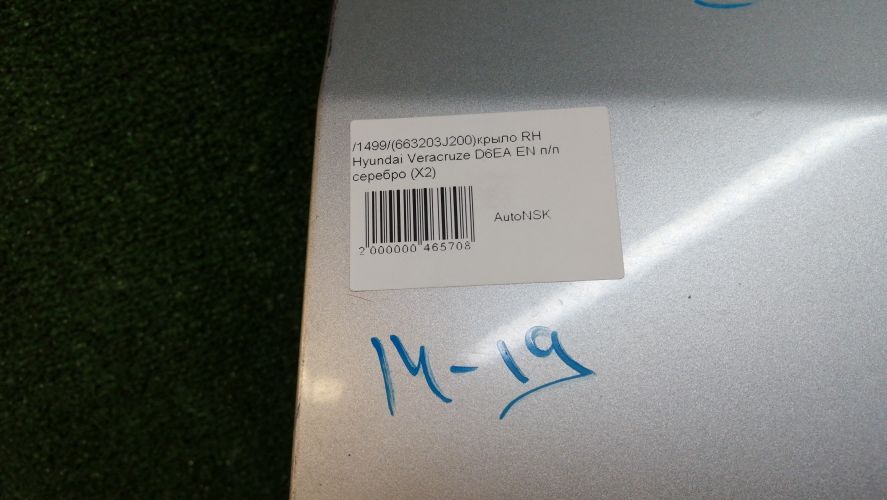 /1499/(663203J200)крыло RH
Hyundai Veracruze D6EA EN п/п
серебро (X2)
AutoNSK
2 000000 465708
14-19